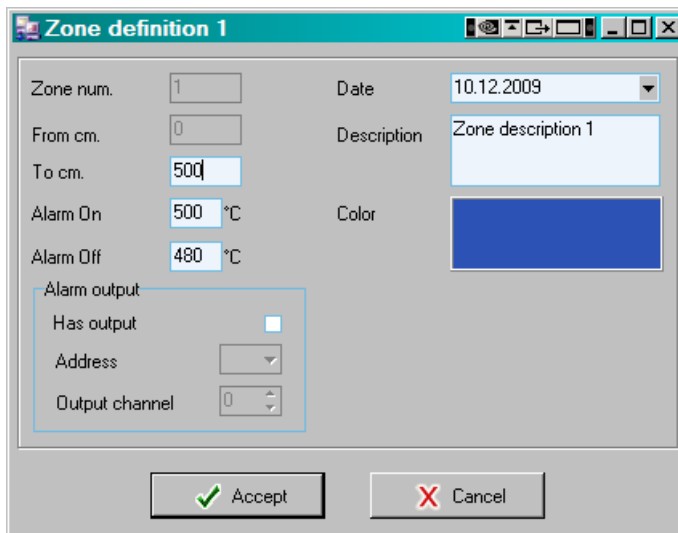 Zone definition 1
Zone num. 1
Date 10.12.2009
From cm. 0
Description Zone description 1
To cm. 500
Alarm On 500 °C
Color
Alarm Off 480 °C
Alarm output
Has output
Address
Output channel 0
Accept
Cancel